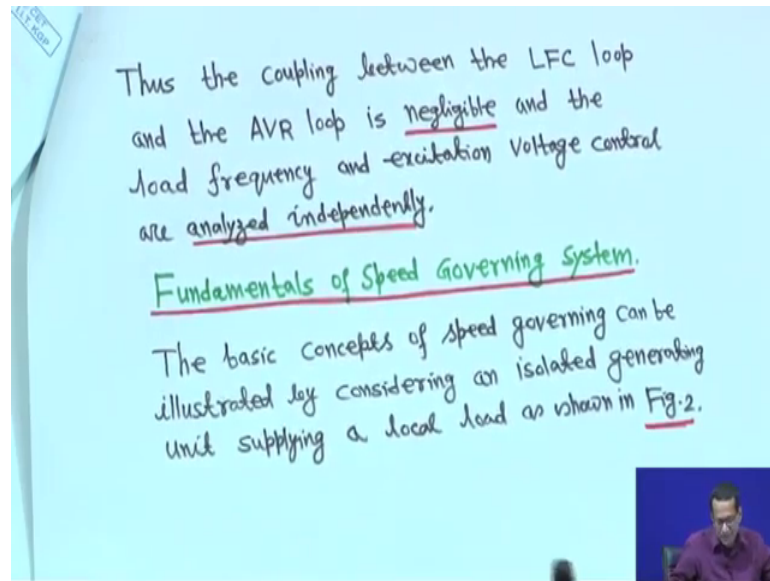 CET
I.I.T. KGP
Thus the coupling between the LFC loop
and the AVR loop is negligible and the
load frequency and excitation voltage control
are analyzed independently.
Fundamentals of Speed Governing System.
The basic concepts of speed governing can be
illustrated by considering an isolated generating
unit supplying a local load as shown in Fig.2.